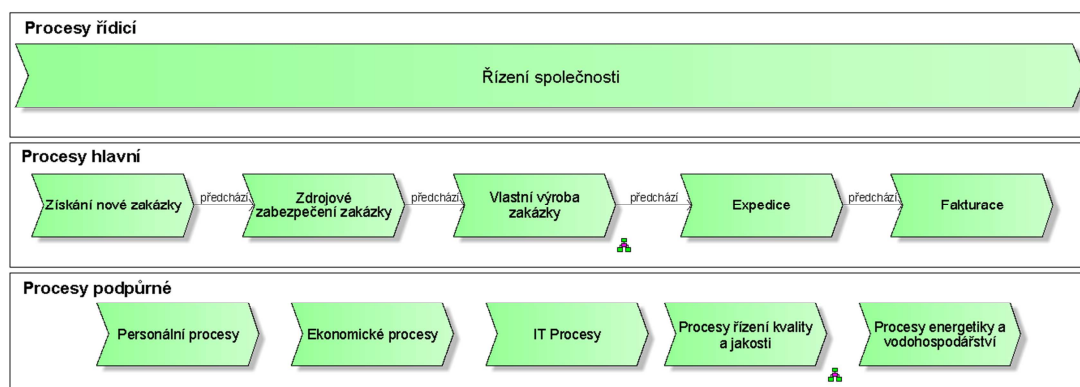 Procesy řídicí
Řízení společnosti
Procesy hlavní
Získání nové zakázky
předchází
Zdrojové
zabezpečení zakázky
předchází
Vlastní výroba
zakázky
předchází
Expedice
předchází
Fakturace
Procesy podpůrné
Personální procesy
Ekonomické procesy
IT Procesy
Procesy řízení kvality
a jakosti
Procesy energetiky a
vodohospodářství